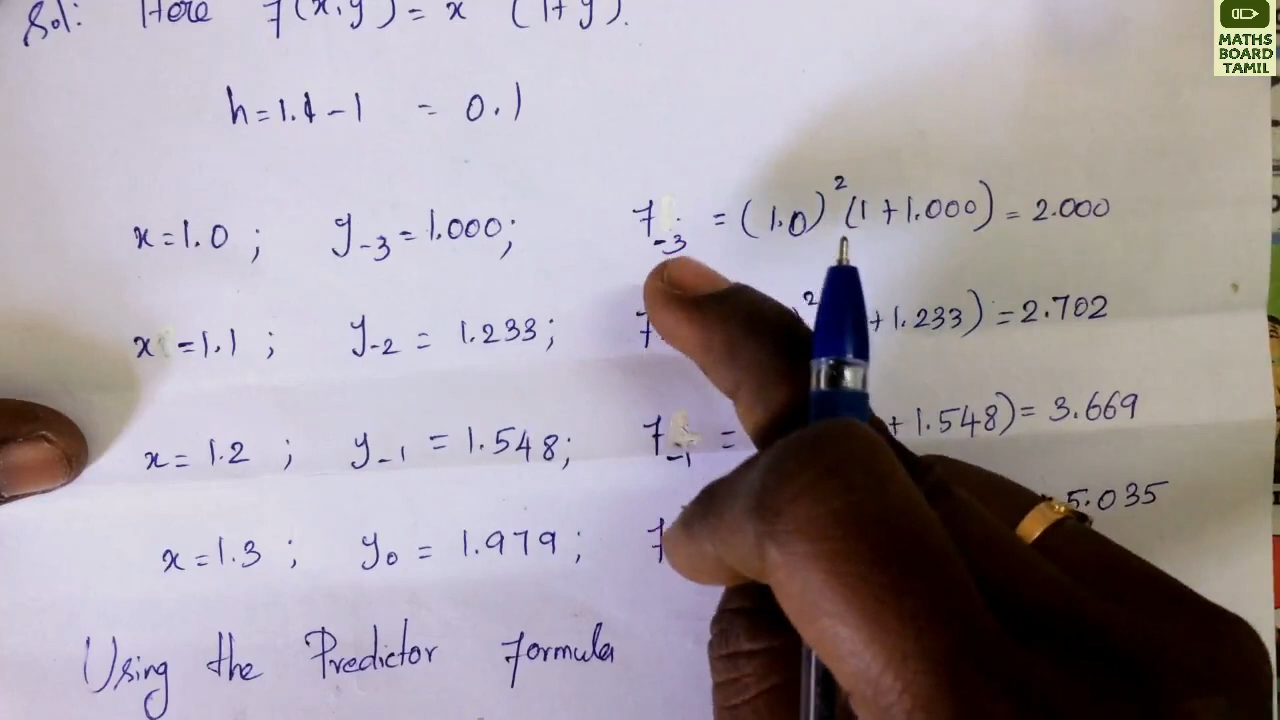 Sol: Here f(x,y) = x (1+y).
MATHS
BOARD
TAMIL
h = 1.1 - 1 = 0.1
x = 1.0 ; y₋₃ = 1.000; f₋₃ = (1.0)² (1 + 1.000) = 2.000
x = 1.1 ; y₋₂ = 1.233; f ² + 1.233) = 2.702
x = 1.2 ; y₋₁ = 1.548; f₋₁ = + 1.548) = 3.669
x = 1.3 ; y₀ = 1.979 ; f 5.035
Using the Predictor formula